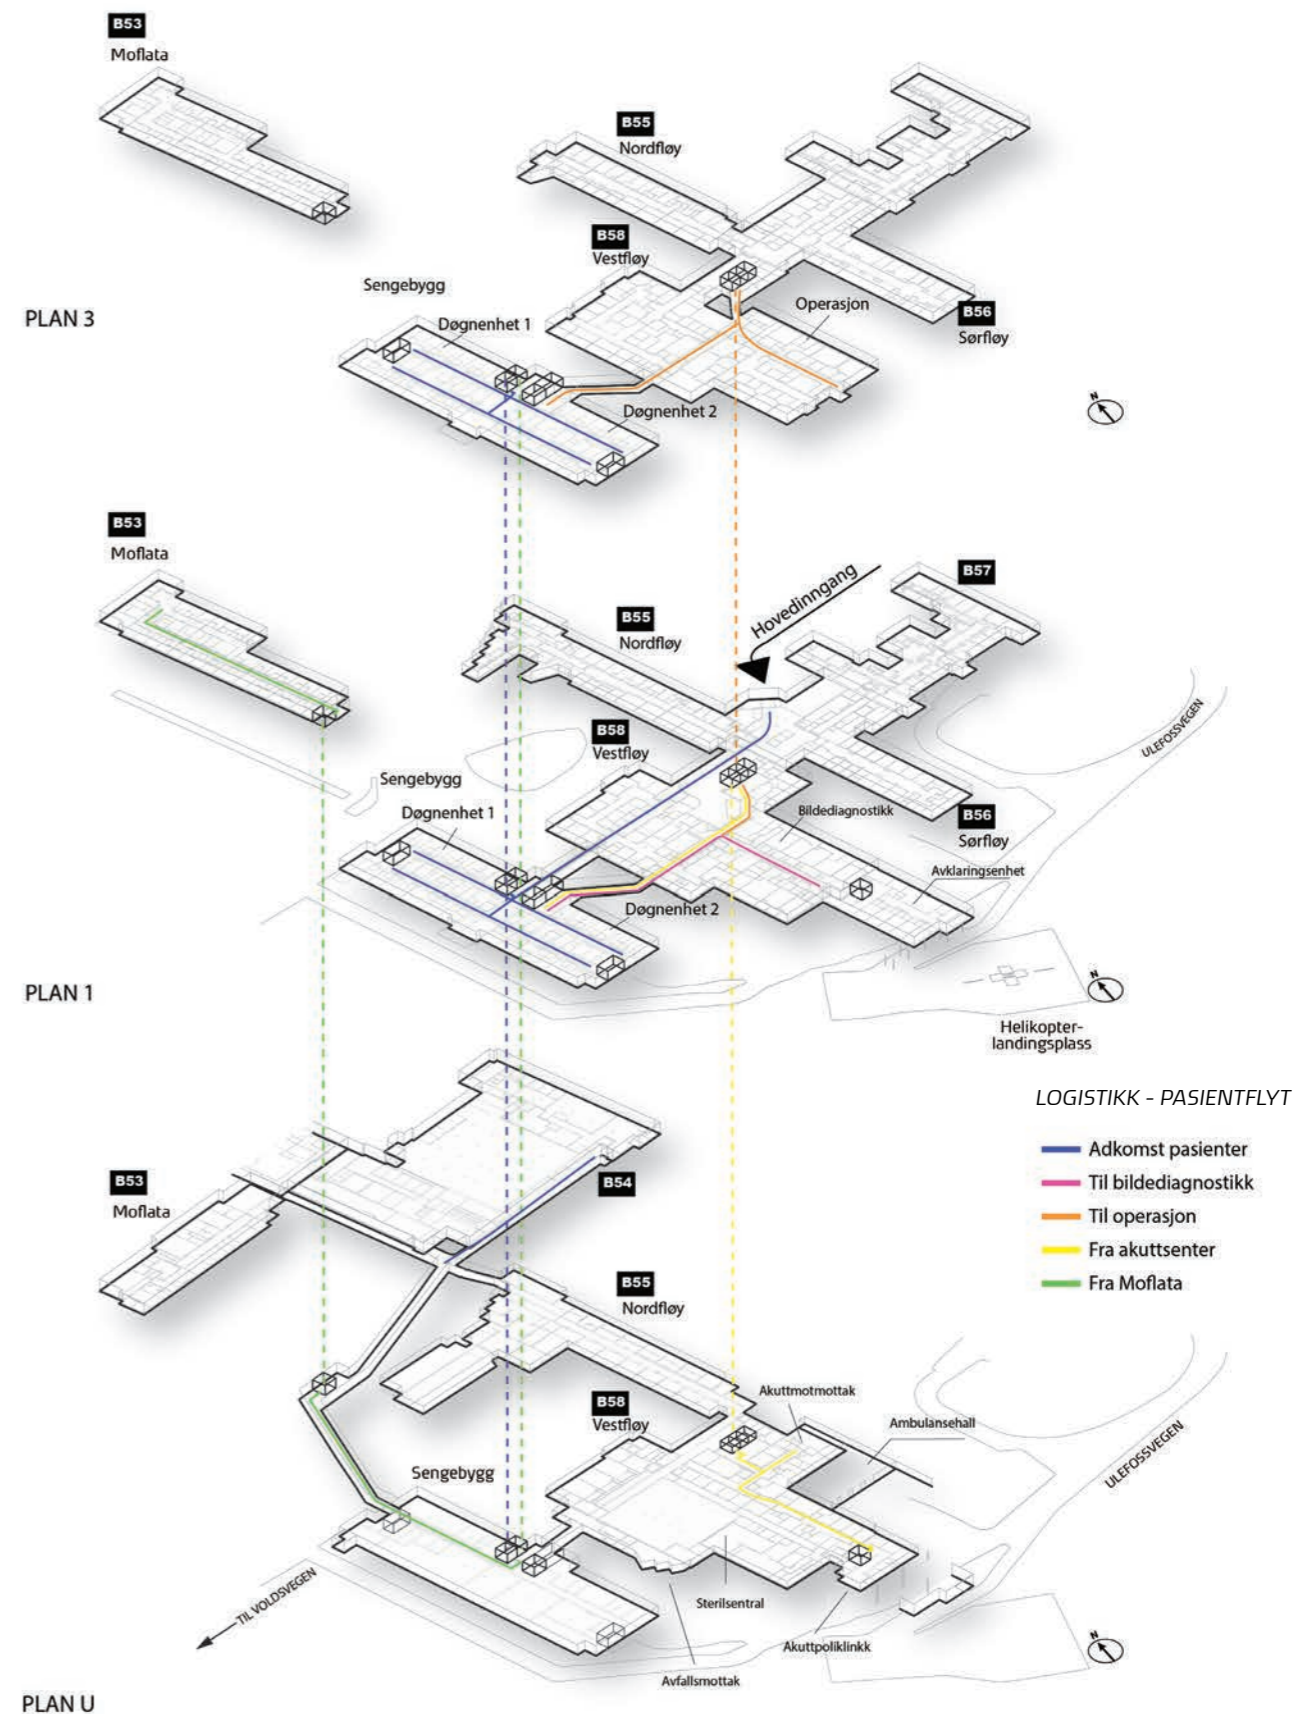 B53
Moflata
B55
Nordfløy
B58
Vestfløy
Sengebygg
Operasjon
B56
Sørfløy
PLAN 3
Døgnenhet 1
Døgnenhet 2
N
B53
Moflata
Hovedinngang
B57
B55
Nordfløy
ULEFOSSVEGEN
B58
Vestfløy
Sengebygg
Døgnenhet 1
Bildediagnostikk
B56
Sørfløy
Avklaringsenhet
Døgnenhet 2
N
PLAN 1
Helikopter-
landingsplass
LOGISTIKK - PASIENTFLYT
Adkomst pasienter
Til bildediagnostikk
Til operasjon
Fra akuttsenter
Fra Moflata
B53
Moflata
B54
B55
Nordfløy
B58
Vestfløy
Akuttmotmottak
Ambulansehall
ULEFOSSVEGEN
Sengebygg
TIL VOLDSVEGEN
Sterilsentral
Akuttpoliklinkk
Avfallsmottak
N
PLAN U